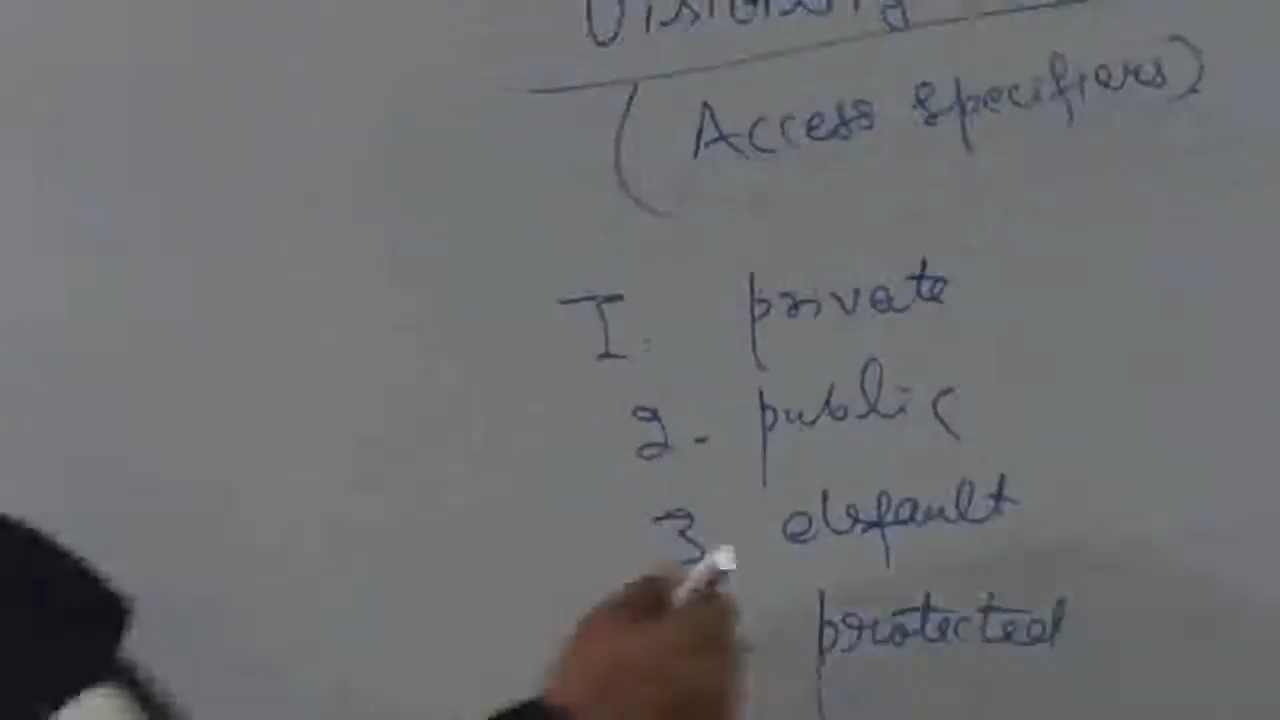 (Access specifiers)
1. private
2. public
3. default
protected